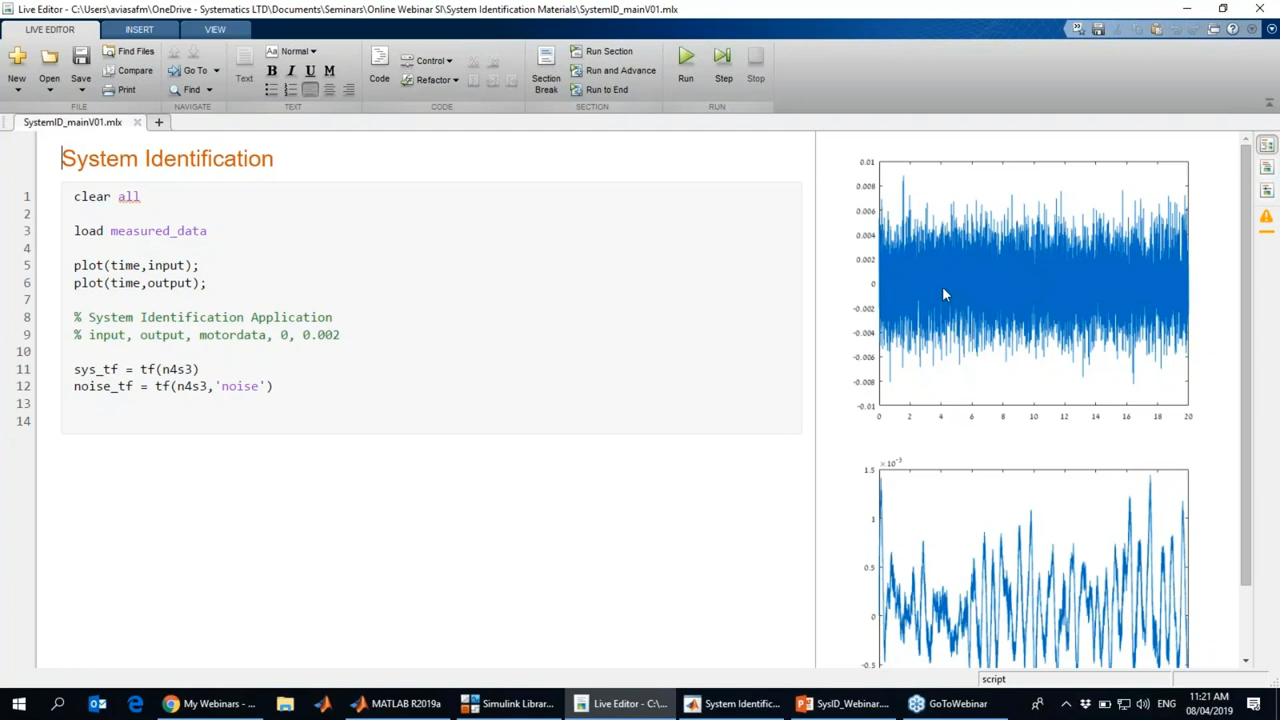 Live Editor - C:\Users\aviasafm\OneDrive - Systematics LTD\Documents\Seminars\Online Webinar SI\System Identification Materials\SystemID_mainV01.mlx
LIVE EDITOR INSERT VIEW
New Open Save Find Files Compare Print
FILE
Go To Find
NAVIGATE
Text Aa Normal B I U M
TEXT
Code Control Refactor
CODE
Section Break Run Section Run and Advance Run to End
SECTION
Run Step Stop
RUN
SystemID_mainV01.mlx
System Identification
1 clear all
2
3 load measured_data
4
5 plot(time,input);
6 plot(time,output);
7
8 % System Identification Application
9 % input, output, motordata, 0, 0.002
10
11 sys_tf = tf(n4s3)
12 noise_tf = tf(n4s3,'noise')
13
14
0.01
0.008
0.006
0.004
0.002
0
-0.002
-0.004
-0.006
-0.008
-0.01
0 2 4 6 8 10 12 14 16 18 20
×10-3
1.5
1
0.5
0
-0.5
script
My Webinars - ... MATLAB R2019a Simulink Librar... Live Editor - C:\... System Identific... SysID_Webinar.... GoToWebinar
11:21 AM
08/04/2019